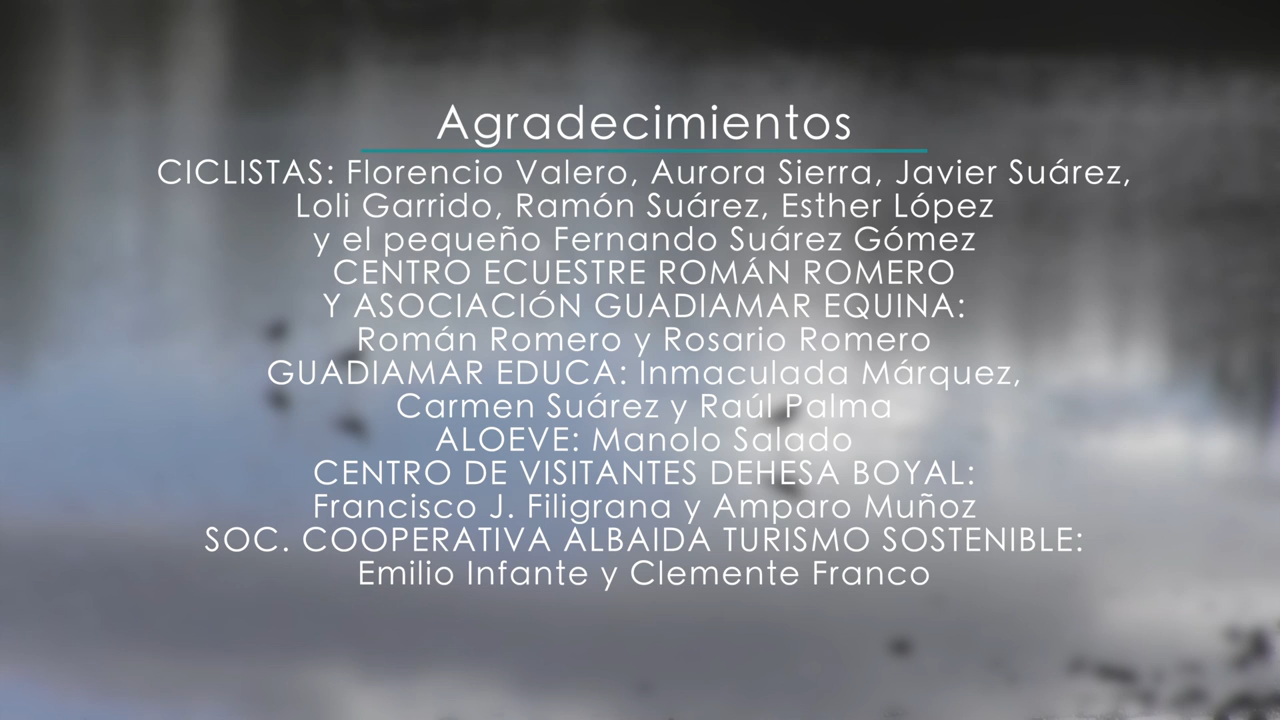 Agradecimientos
CICLISTAS: Florencio Valero, Aurora Sierra, Javier Suárez,
Loli Garrido, Ramón Suárez, Esther López
y el pequeño Fernando Suárez Gómez
CENTRO ECUESTRE ROMÁN ROMERO
Y ASOCIACIÓN GUADIAMAR EQUINA:
Román Romero y Rosario Romero
GUADIAMAR EDUCA: Inmaculada Márquez,
Carmen Suárez y Raúl Palma
ALOEVE: Manolo Salado
CENTRO DE VISITANTES DEHESA BOYAL:
Francisco J. Filigrana y Amparo Muñoz
SOC. COOPERATIVA ALBAIDA TURISMO SOSTENIBLE:
Emilio Infante y Clemente Franco